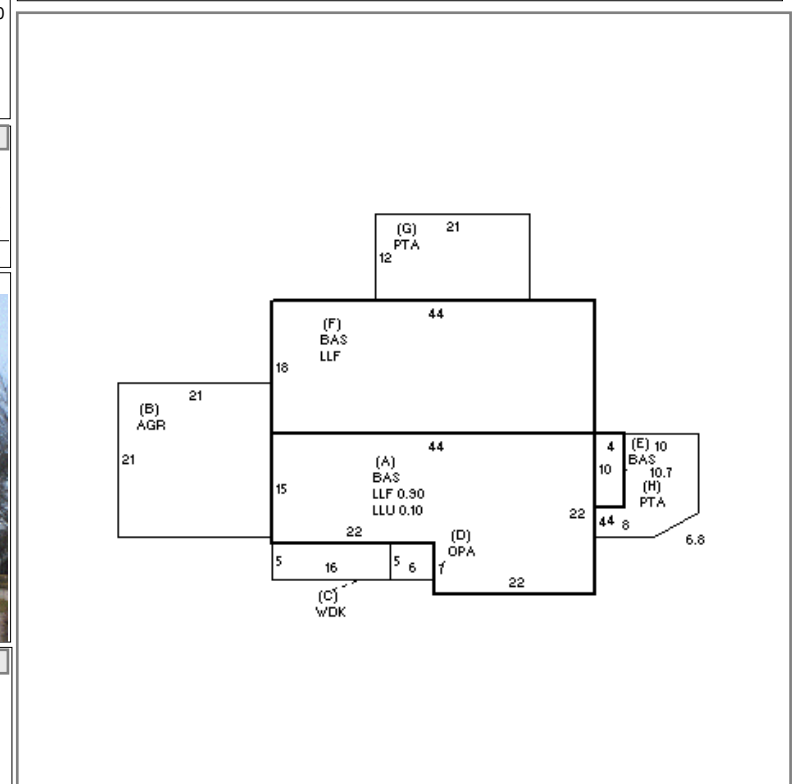 (G)
21
PTA
12
44
(F)
BAS
LLF
18
21
(B)
AGR
21
44
4
(E) 10
BAS
10
10.7
(A)
BAS
LLF 0.90
LLU 0.10
(H)
PTA
15
22
22
44 8
6.8
(D)
OPA
5
16
5
6
7
22
(C)
WDK